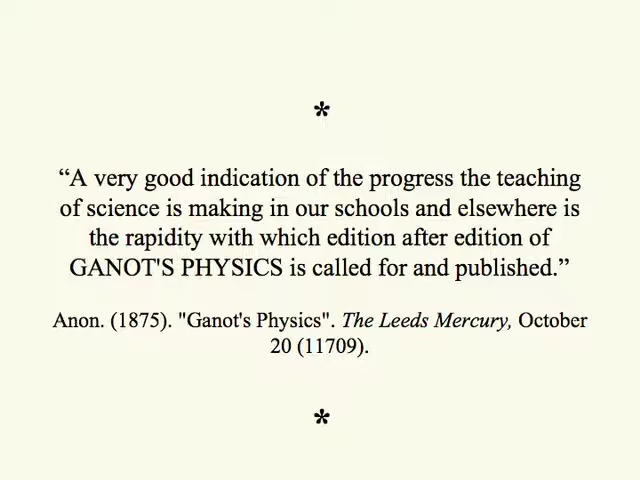 *
“A very good indication of the progress the teaching
of science is making in our schools and elsewhere is
the rapidity with which edition after edition of
GANOT'S PHYSICS is called for and published.”
Anon. (1875). "Ganot's Physics". The Leeds Mercury, October
20 (11709).
*